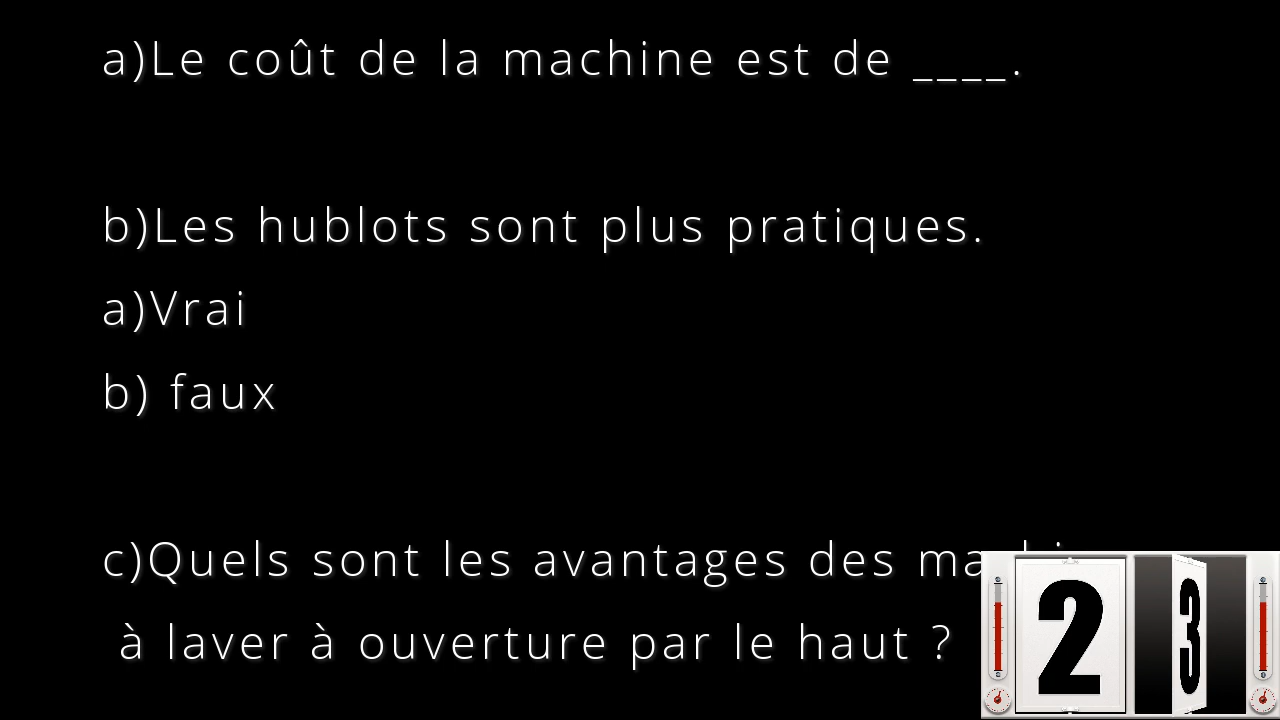 a)Le coût de la machine est de ____.
b)Les hublots sont plus pratiques.
a)Vrai
b) faux
c)Quels sont les avantages des
à laver à ouverture par le haut ?
2 3